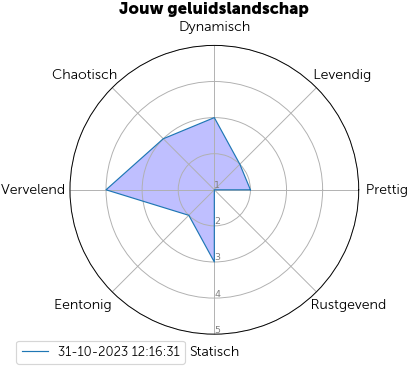 Jouw geluidslandschap
Dynamisch
Chaotisch
Levendig
Vervelend
Prettig
1
2
3
4
5
Eentonig
Rustgevend
Statisch
31-10-2023 12:16:31